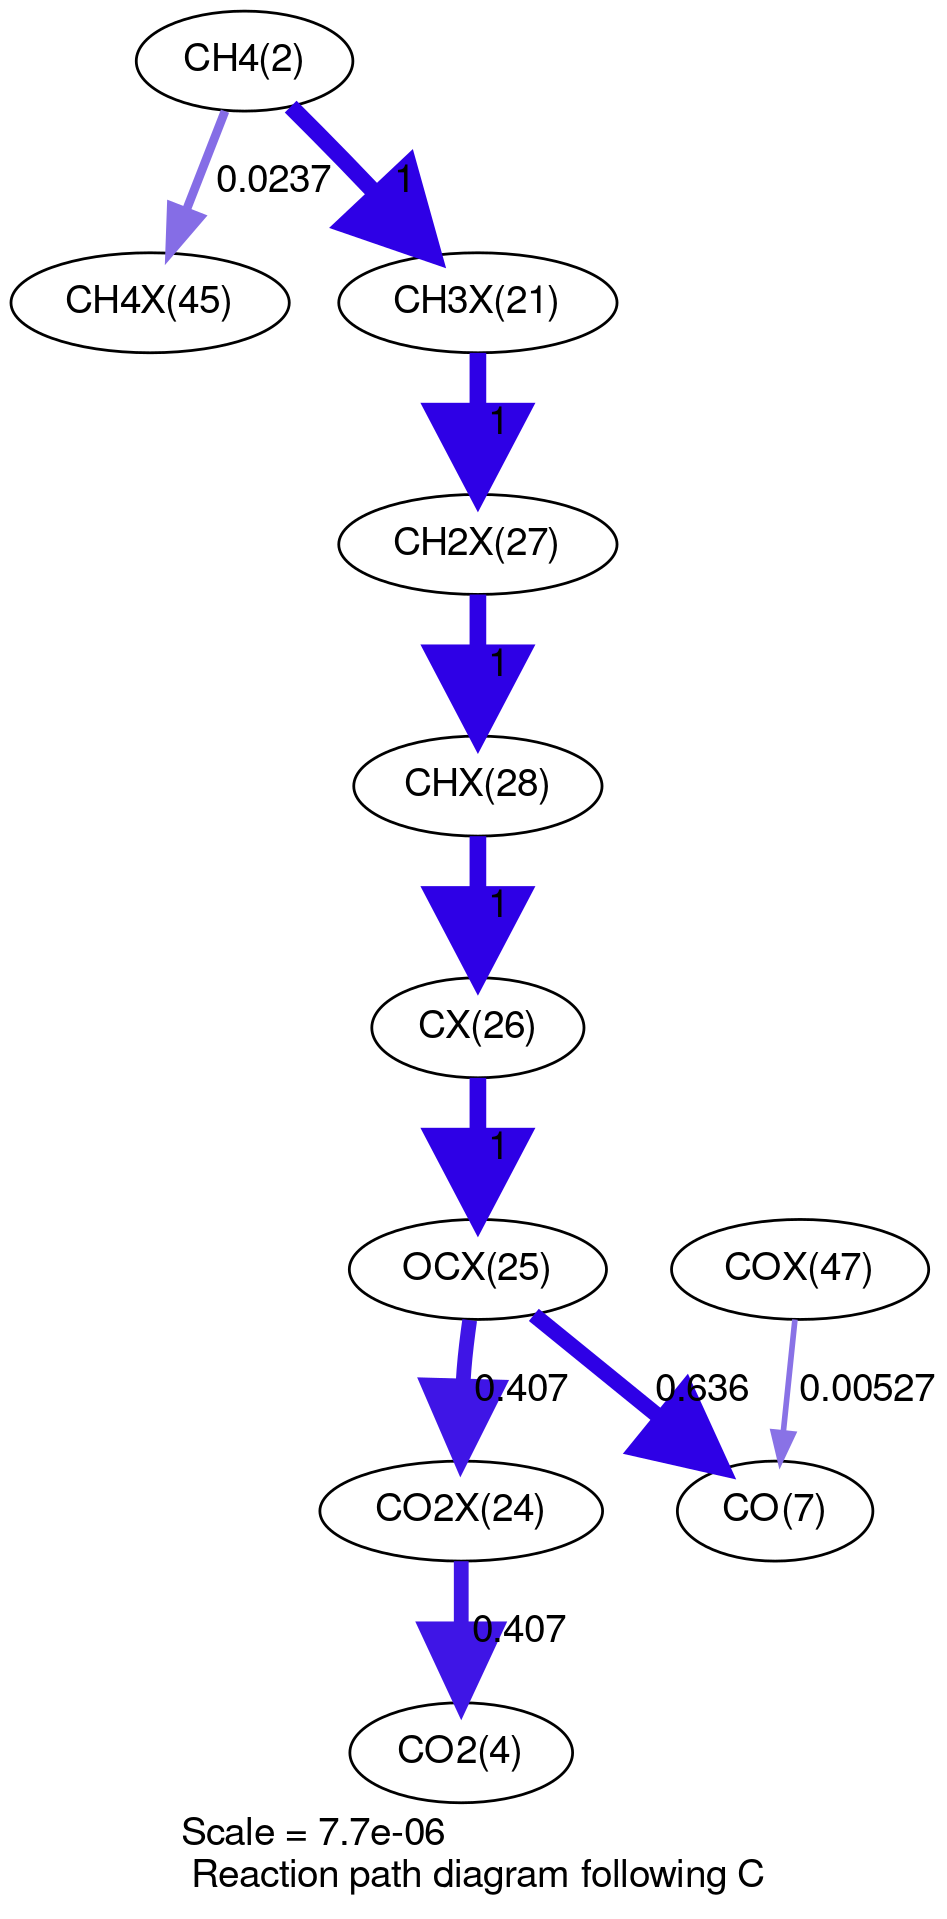 CH4(2)
0.0237
1
CH4X(45)
CH3X(21)
1
CH2X(27)
1
CHX(28)
1
CX(26)
1
OCX(25)
COX(47)
0.407
0.636
0.00527
CO2X(24)
CO(7)
0.407
CO2(4)
Scale = 7.7e-06
Reaction path diagram following C